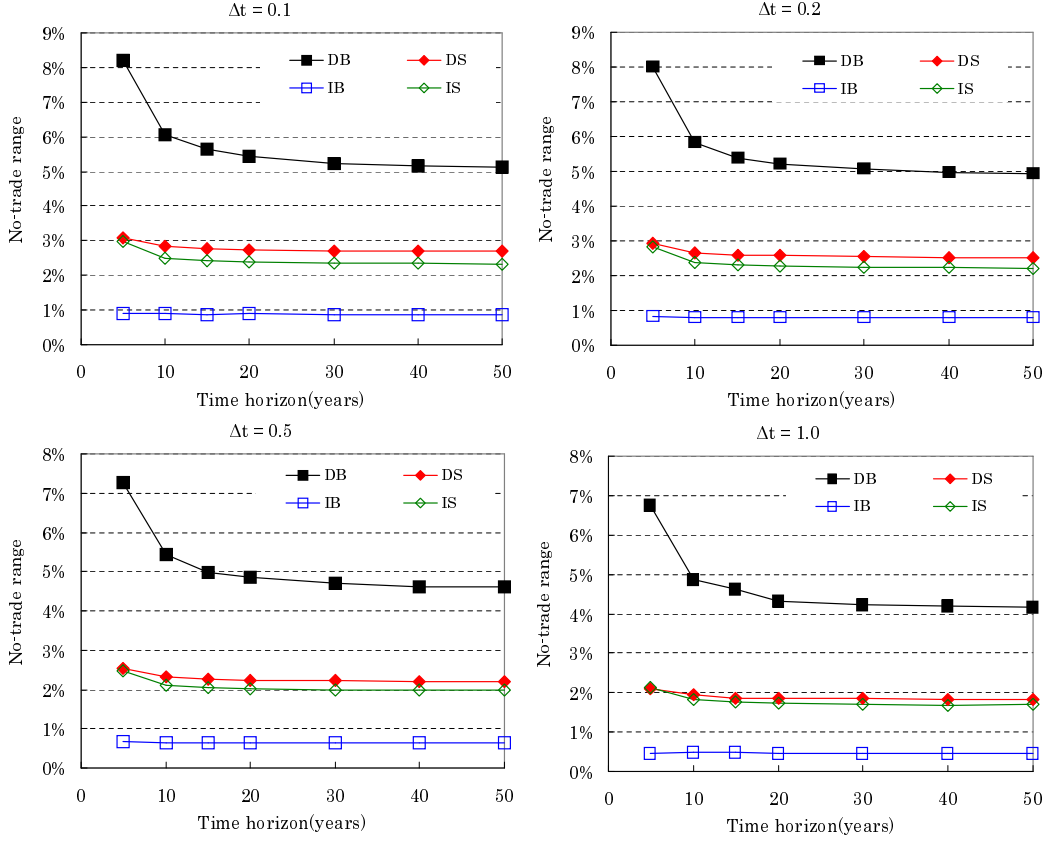 Δt = 0.1
No-trade range
9%
8%
7%
6%
5%
4%
3%
2%
1%
0%
DB
DS
IB
IS
0
10
20
30
40
50
Time horizon(years)
Δt = 0.2
No-trade range
9%
8%
7%
6%
5%
4%
3%
2%
1%
0%
DB
DS
IB
IS
0
10
20
30
40
50
Time horizon(years)
Δt = 0.5
No-trade range
8%
7%
6%
5%
4%
3%
2%
1%
0%
DB
DS
IB
IS
0
10
20
30
40
50
Time horizon(years)
Δt = 1.0
No-trade range
8%
7%
6%
5%
4%
3%
2%
1%
0%
DB
DS
IB
IS
0
10
20
30
40
50
Time horizon(years)